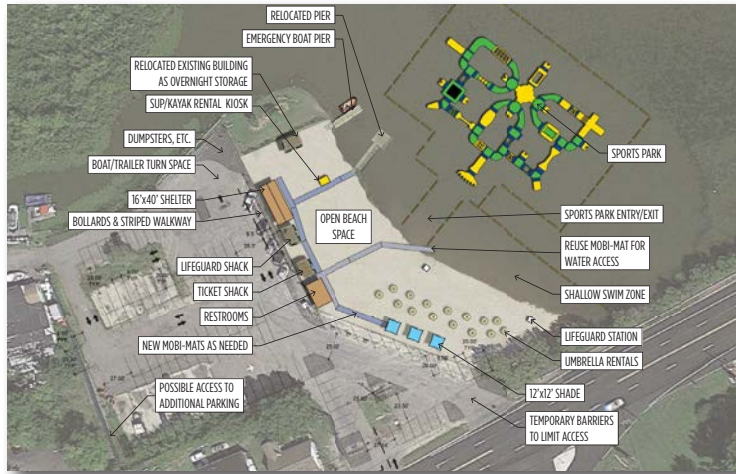 RELOCATED PIER
EMERGENCY BOAT PIER
RELOCATED EXISTING BUILDING
AS OVERNIGHT STORAGE
SUP/KAYAK RENTAL KIOSK
DUMPSTERS, ETC.
BOAT/TRAILER TURN SPACE
16'x40' SHELTER
BOLLARDS & STRIPED WALKWAY
LIFEGUARD SHACK
TICKET SHACK
RESTROOMS
NEW MOBI-MATS AS NEEDED
POSSIBLE ACCESS TO
ADDITIONAL PARKING
OPEN BEACH
SPACE
SPORTS PARK
SPORTS PARK ENTRY/EXIT
REUSE MOBI-MAT FOR
WATER ACCESS
SHALLOW SWIM ZONE
LIFEGUARD STATION
UMBRELLA RENTALS
12'x12' SHADE
TEMPORARY BARRIERS
TO LIMIT ACCESS